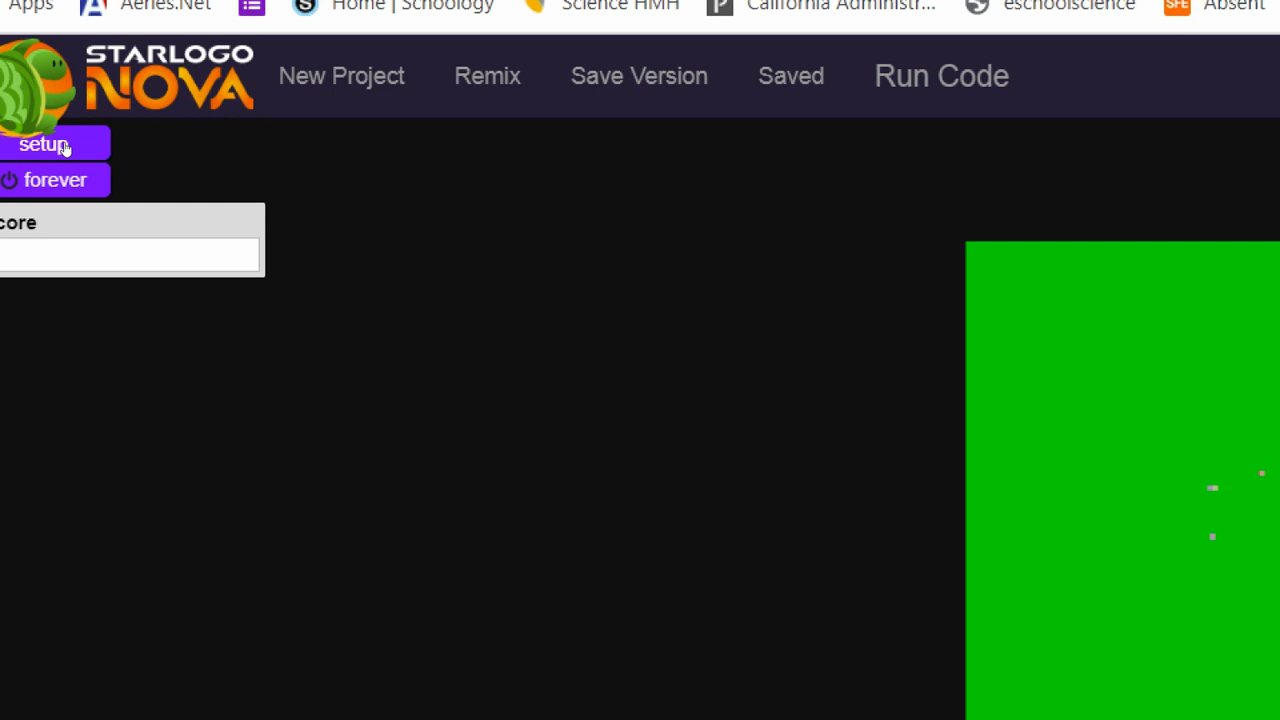 Apps Aeries.Net Home | Schoology Science HMH California Administr... eschoolscience SFE Absent
STARLOGO
NOVA
New Project Remix Save Version Saved Run Code
setup
forever
core